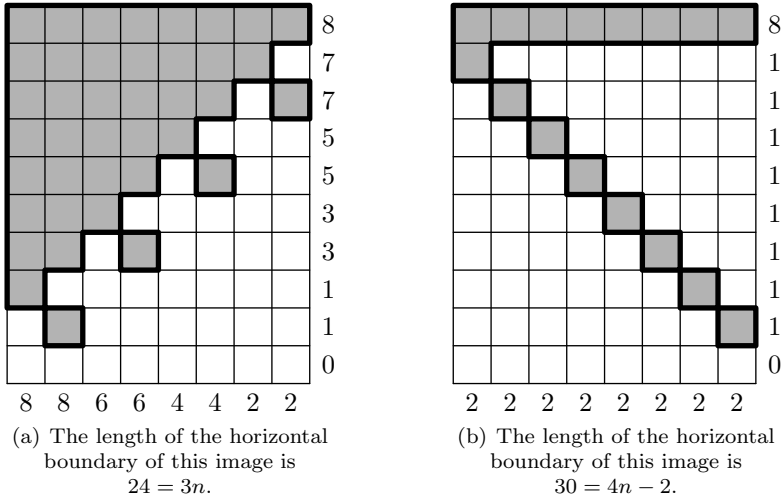 8
7
7
5
5
3
3
1
1
0
8 8 6 6 4 4 2 2
(a) The length of the horizontal
boundary of this image is
24 = 3n.
8
1
1
1
1
1
1
1
1
0
2 2 2 2 2 2 2 2
(b) The length of the horizontal
boundary of this image is
30 = 4n − 2.